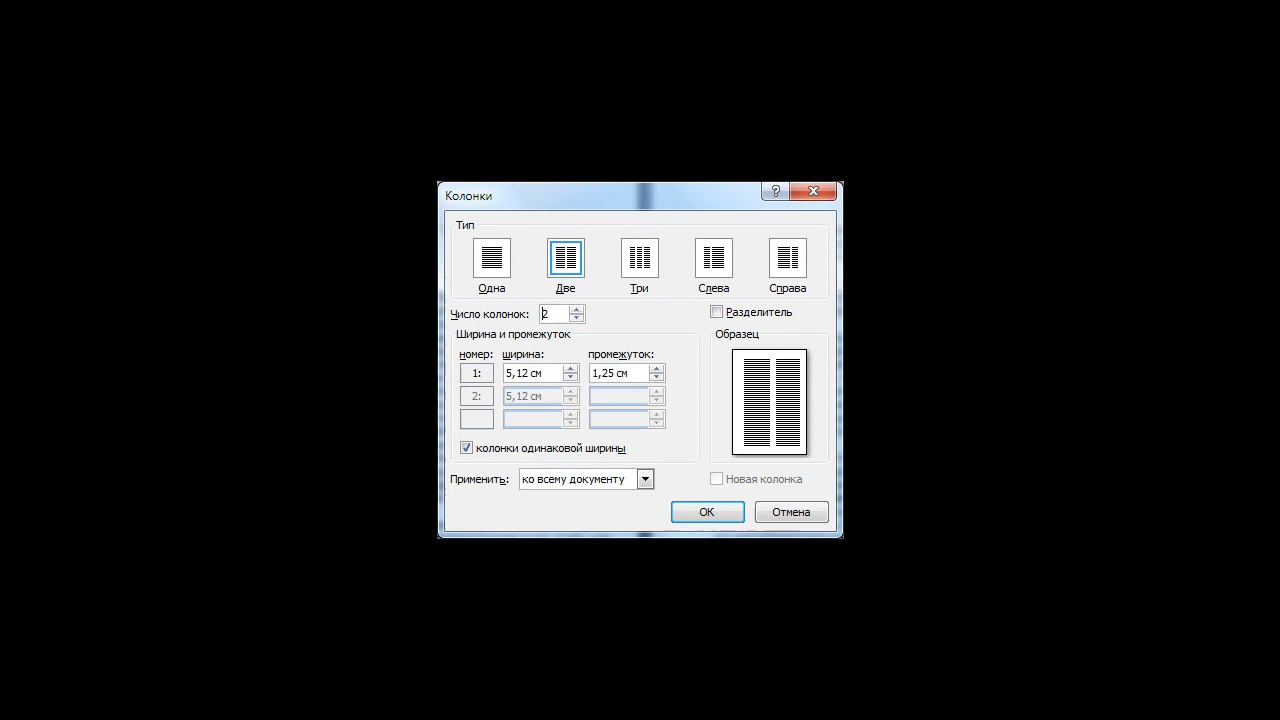 Колонки
Тип
Одна Две Три Слева Справа
Число колонок: 2 Разделитель
Ширина и промежуток Образец
номер: ширина: промежуток:
1: 5,12 см 1,25 см
2: 5,12 см
колонки одинаковой ширины
Применить: ко всему документу Новая колонка
ОК Отмена